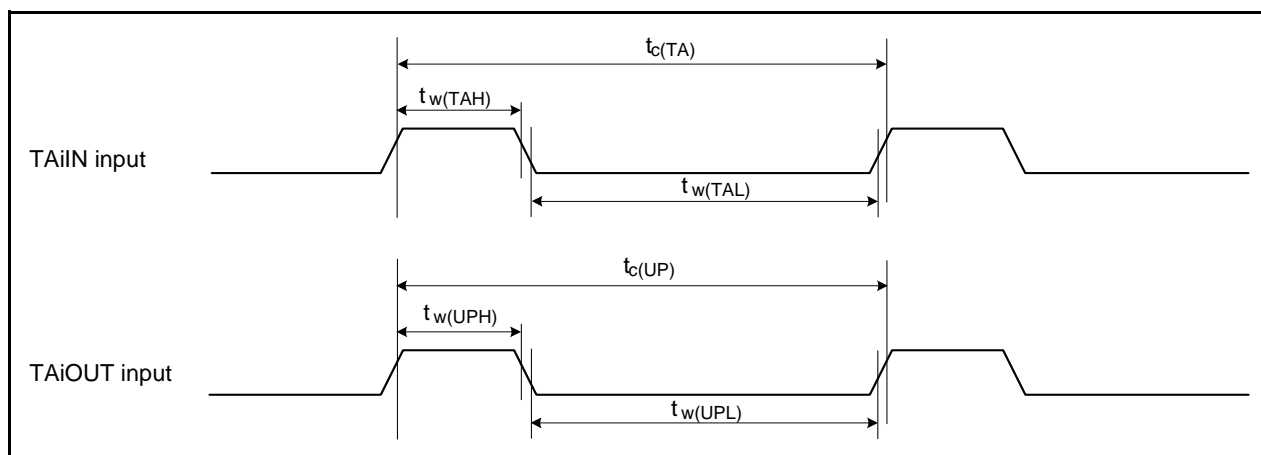 tc(TA)
tw(TAH)
TAiIN input
tw(TAL)
tc(UP)
tw(UPH)
TAiOUT input
tw(UPL)